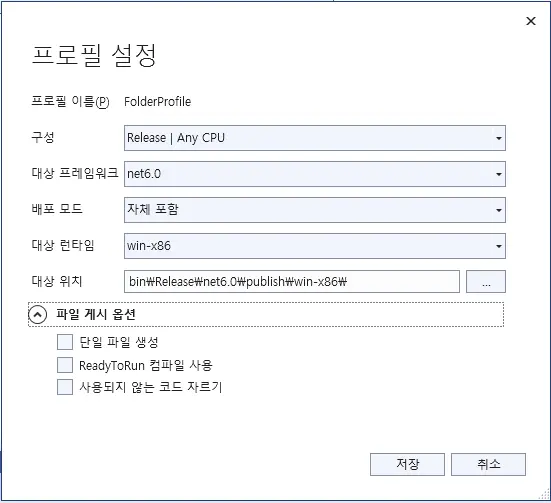 프로필 설정
프로필 이름(P) FolderProfile
구성 Release | Any CPU
대상 프레임워크 net6.0
배포 모드 자체 포함
대상 런타임 win-x86
대상 위치 bin₩Release₩net6.0₩publish₩win-x86₩ ...
파일 게시 옵션
단일 파일 생성
ReadyToRun 컴파일 사용
사용되지 않는 코드 자르기
저장 취소